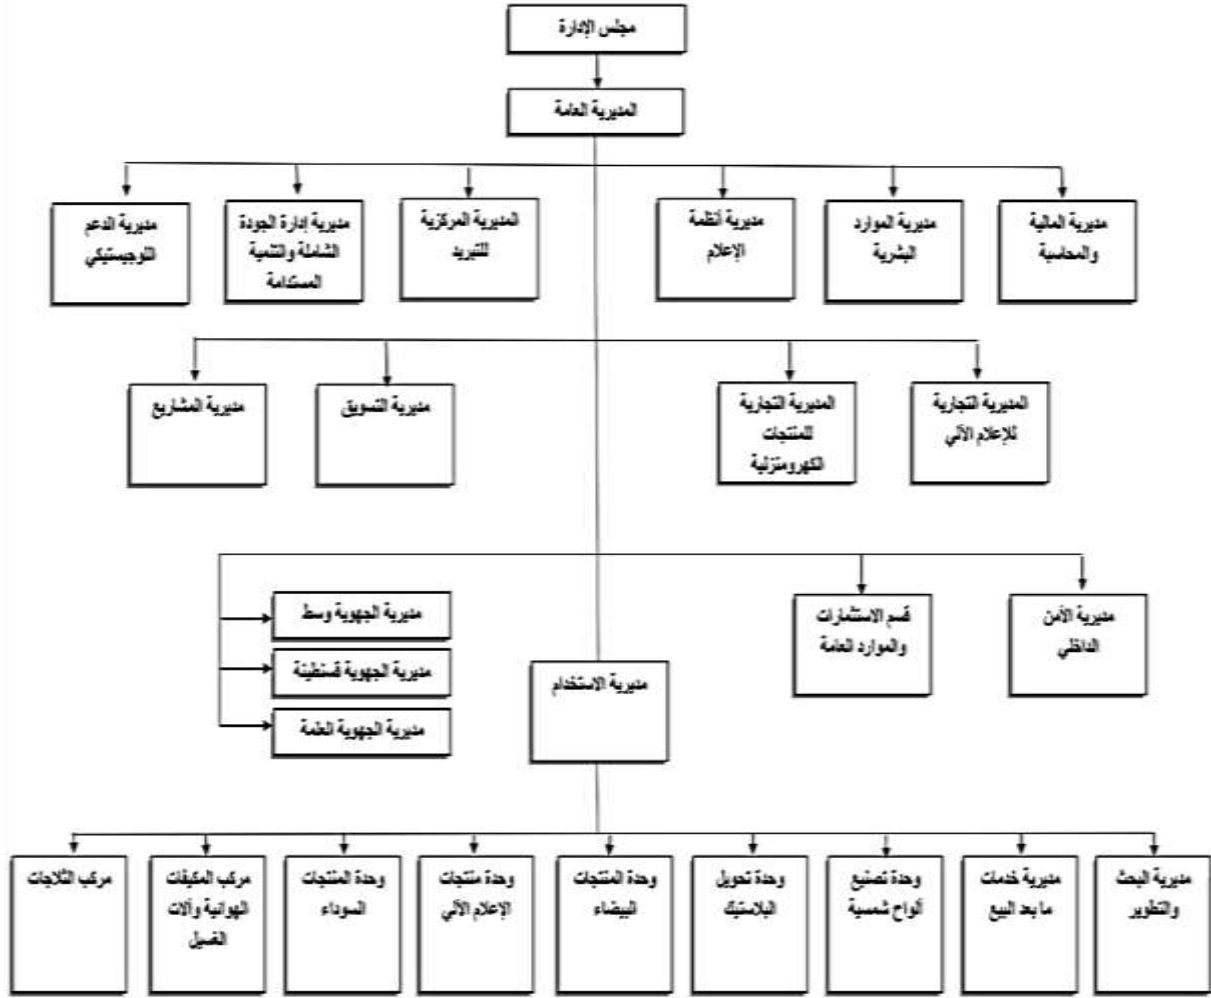 مجلس الإدارة
المديرية العامة
مديرية المالية
والمحاسبة
مديرية الموارد
البشرية
مديرية أنظمة
الإعلام
المديرية المركزية
للتبريد
مديرية إدارة الجودة
الشاملة والتنمية
المستدامة
مديرية الدعم
اللوجيستيكي
المديرية التجارية
للإعلام الآلي
المديرية التجارية
للمنتجات
الكهرومنزلية
مديرية التسويق
مديرية المشاريع
مديرية الأمن
الداخلي
قسم الاستثمارات
والموارد العامة
مديرية الجهوية وسط
مديرية الجهوية قسنطينة
مديرية الجهوية العلمة
مديرية الاستخدام
مديرية البحث
والتطوير
مديرية خدمات
ما بعد البيع
وحدة تصنيع
ألواح شمسية
وحدة تحويل
البلاستيك
وحدة المنتجات
البيضاء
وحدة منتجات
الإعلام الآلي
وحدة المنتجات
السوداء
مركب المكيفات
الهوائية وآلات
الغسيل
مركب الثلاجات